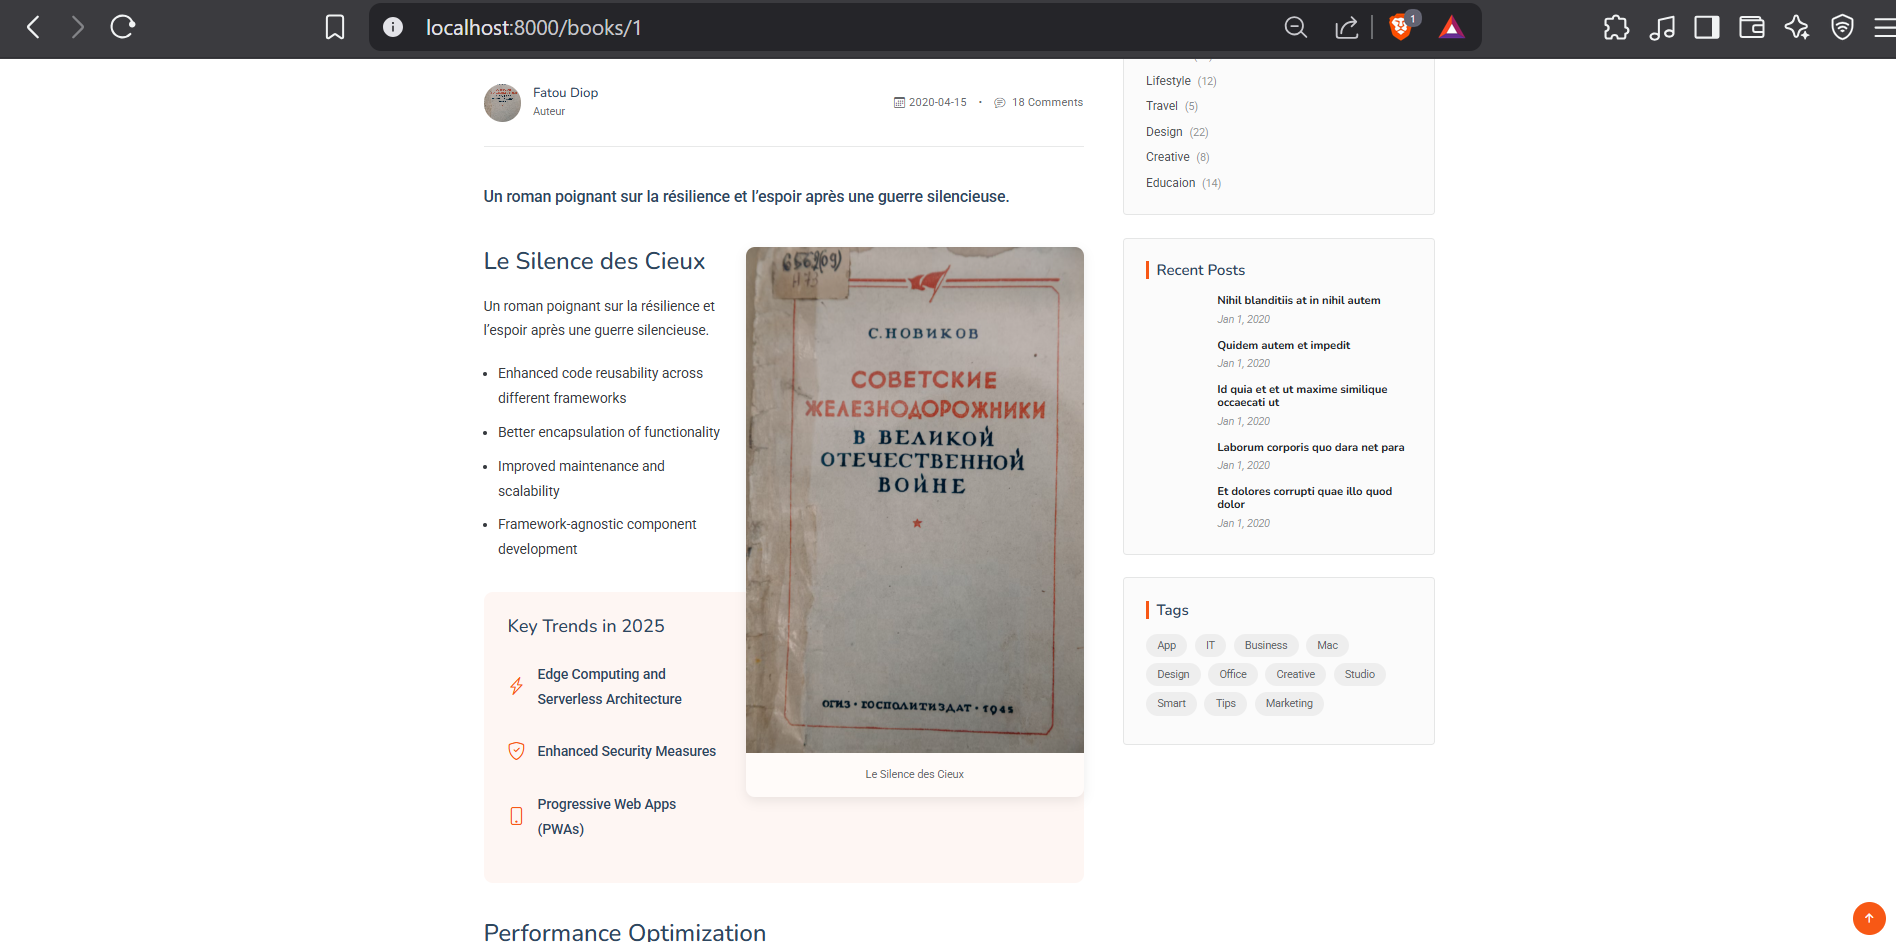 localhost:8000/books/1
1
Fatou Diop
Auteur
2020-04-15 • 18 Comments
Un roman poignant sur la résilience et l’espoir après une guerre silencieuse.
Le Silence des Cieux
Un roman poignant sur la résilience et
l’espoir après une guerre silencieuse.
• Enhanced code reusability across
different frameworks
• Better encapsulation of functionality
• Improved maintenance and
scalability
• Framework-agnostic component
development
Key Trends in 2025
Edge Computing and
Serverless Architecture
Enhanced Security Measures
Progressive Web Apps
(PWAs)
6562(09)
Н73
С. НОВИКОВ
СОВЕТСКИЕ
ЖЕЛЕЗНОДОРОЖНИКИ
В ВЕЛИКОЙ
ОТЕЧЕСТВЕННОЙ
ВОЙНЕ
ОГИЗ • ГОСПОЛИТИЗДАТ • 1945
Le Silence des Cieux
Performance Optimization
Lifestyle (12)
Travel (5)
Design (22)
Creative (8)
Educaion (14)
Recent Posts
Nihil blanditiis at in nihil autem
Jan 1, 2020
Quidem autem et impedit
Jan 1, 2020
Id quia et et ut maxime similique
occaecati ut
Jan 1, 2020
Laborum corporis quo dara net para
Jan 1, 2020
Et dolores corrupti quae illo quod
dolor
Jan 1, 2020
Tags
App IT Business Mac
Design Office Creative Studio
Smart Tips Marketing